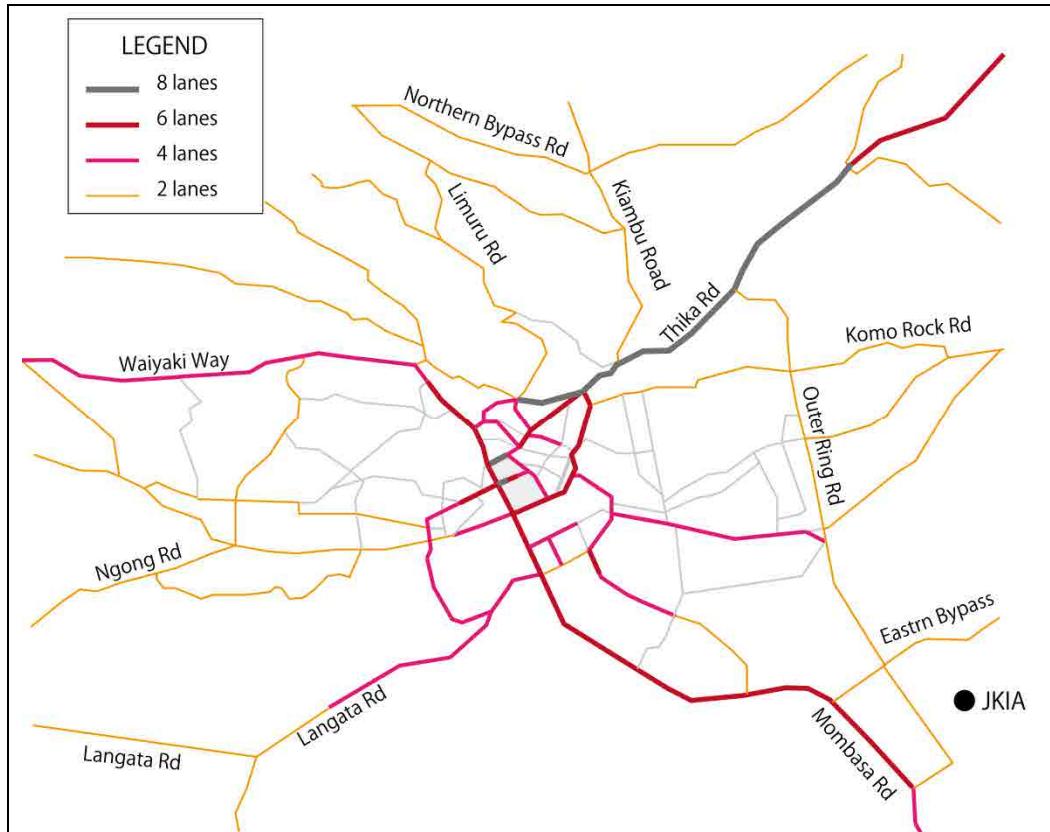 LEGEND
8 lanes
6 lanes
4 lanes
2 lanes
Northern Bypass Rd
Limuru Rd
Kiambu Road
Thika Rd
Komo Rock Rd
Waiyaki Way
Outer Ring Rd
Ngong Rd
Eastrn Bypass
JKIA
Langata Rd
Mombasa Rd
Langata Rd